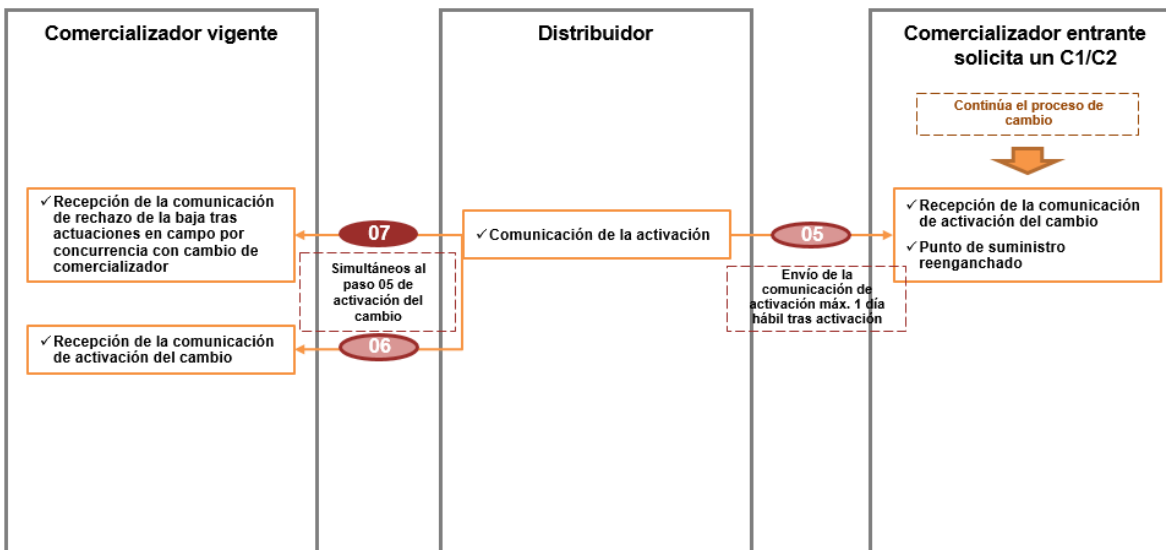 Comercializador vigente
Distribuidor
Comercializador entrante
solicita un C1/C2
Continúa el proceso de
cambio
✓Recepción de la comunicación
de rechazo de la baja tras
actuaciones en campo por
concurrencia con cambio de
comercializador
07
Simultáneos al
paso 05 de
activación del
cambio
✓Comunicación de la activación
05
Envío de la
comunicación de
activación máx. 1 día
hábil tras activación
✓Recepción de la comunicación
de activación del cambio
✓Punto de suministro
reenganchado
✓Recepción de la comunicación
de activación del cambio
06